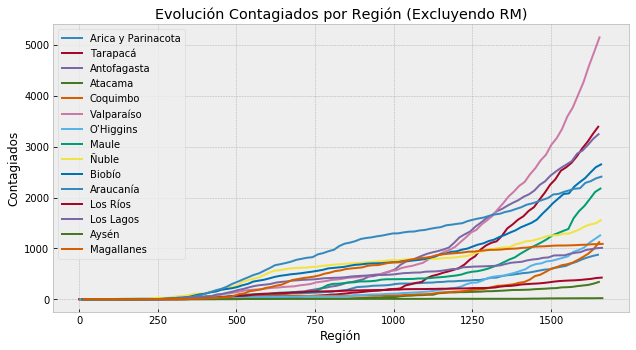 Evolución Contagiados por Región (Excluyendo RM)
Contagiados
5000
4000
3000
2000
1000
0
Arica y Parinacota
Tarapacá
Antofagasta
Atacama
Coquimbo
Valparaíso
O'Higgins
Maule
Ñuble
Biobío
Araucanía
Los Ríos
Los Lagos
Aysén
Magallanes
0
250
500
750
1000
1250
1500
Región